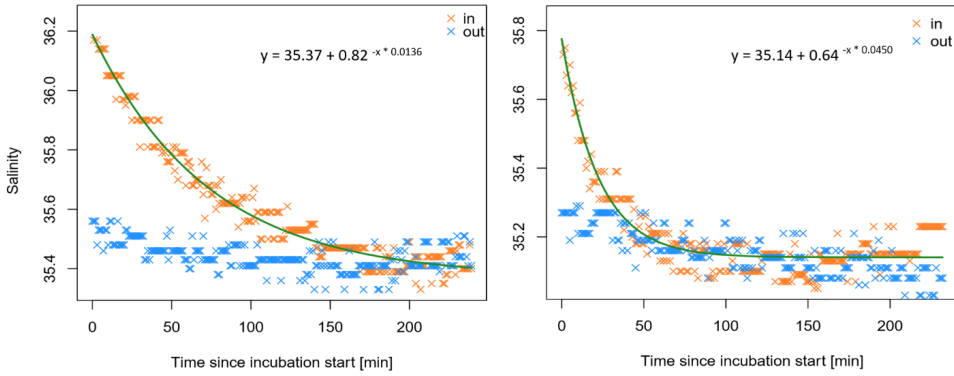 Salinity
36.2
36.0
35.8
35.6
35.4
in
out
y = 35.37 + 0.82 -x * 0.0136
0 50 100 150 200
Time since incubation start [min]
35.8
35.6
35.4
35.2
in
out
y = 35.14 + 0.64 -x * 0.0450
0 50 100 150 200
Time since incubation start [min]